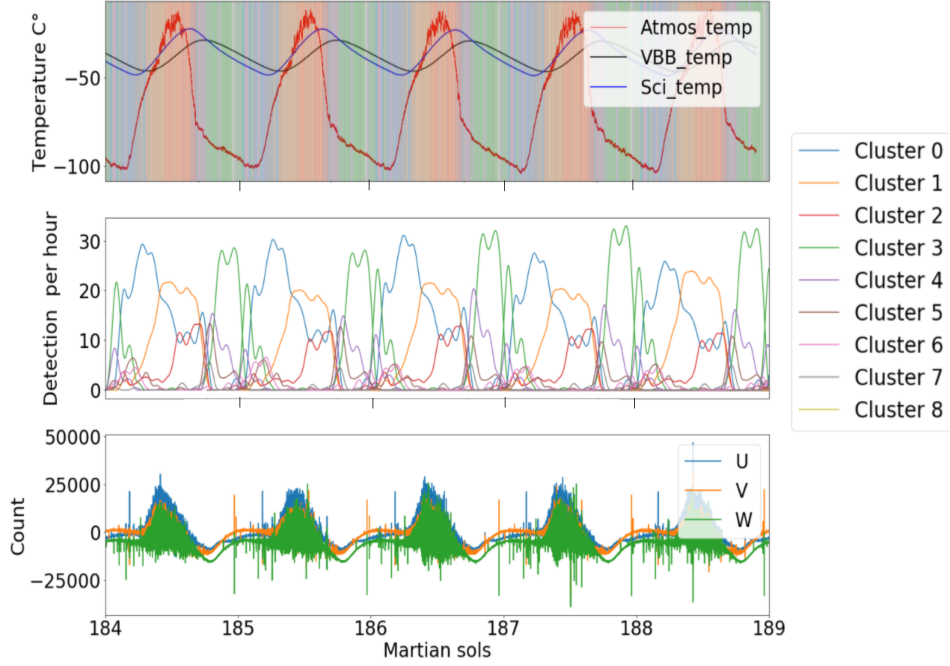 Temperature C°
−50
−100
Atmos_temp
VBB_temp
Sci_temp
Detection per hour
30
20
10
0
Cluster 0
Cluster 1
Cluster 2
Cluster 3
Cluster 4
Cluster 5
Cluster 6
Cluster 7
Cluster 8
Count
50000
25000
0
−25000
U
V
W
184
185
186
187
188
189
Martian sols